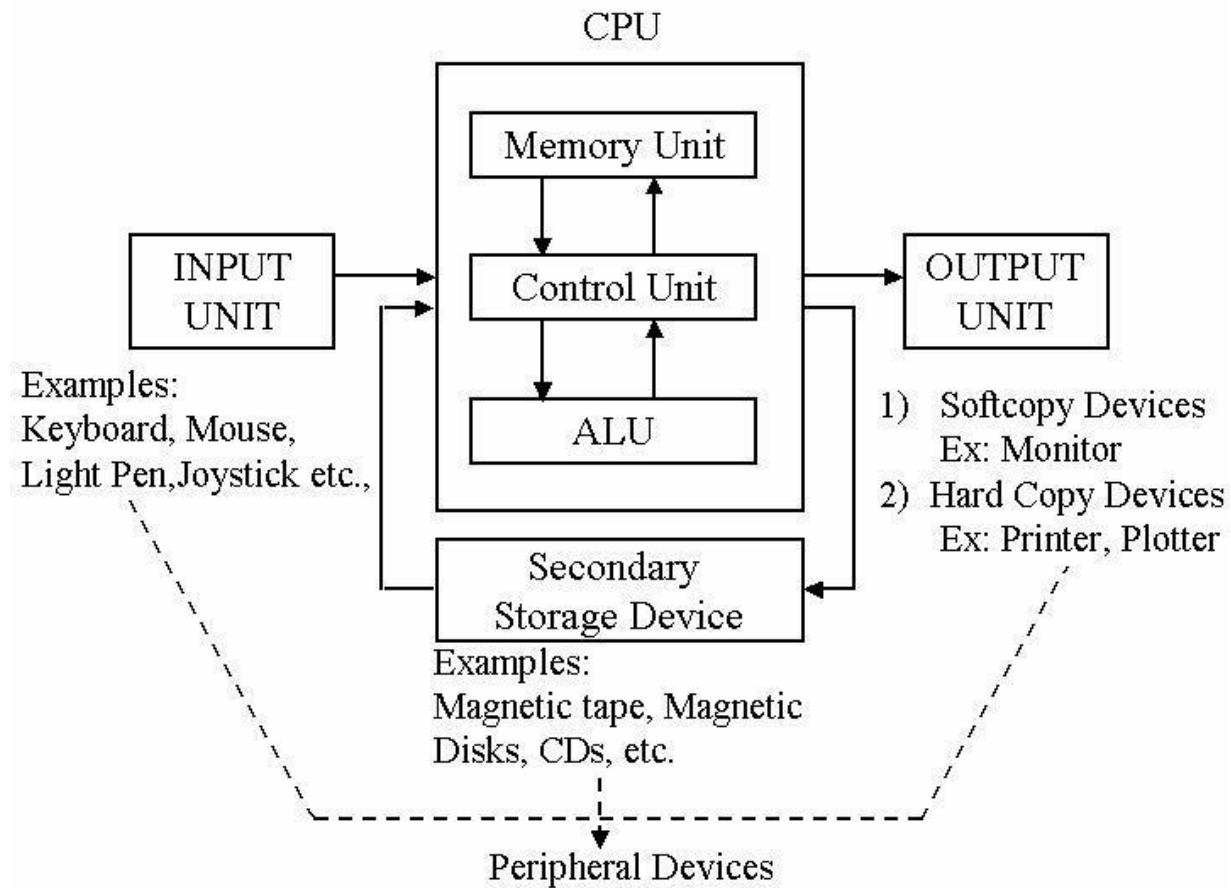 CPU
Memory Unit
INPUT
UNIT
Control Unit
OUTPUT
UNIT
ALU
Examples:
Keyboard, Mouse,
Light Pen,Joystick etc.,
1) Softcopy Devices
Ex: Monitor
2) Hard Copy Devices
Ex: Printer, Plotter
Secondary
Storage Device
Examples:
Magnetic tape, Magnetic
Disks, CDs, etc.
Peripheral Devices